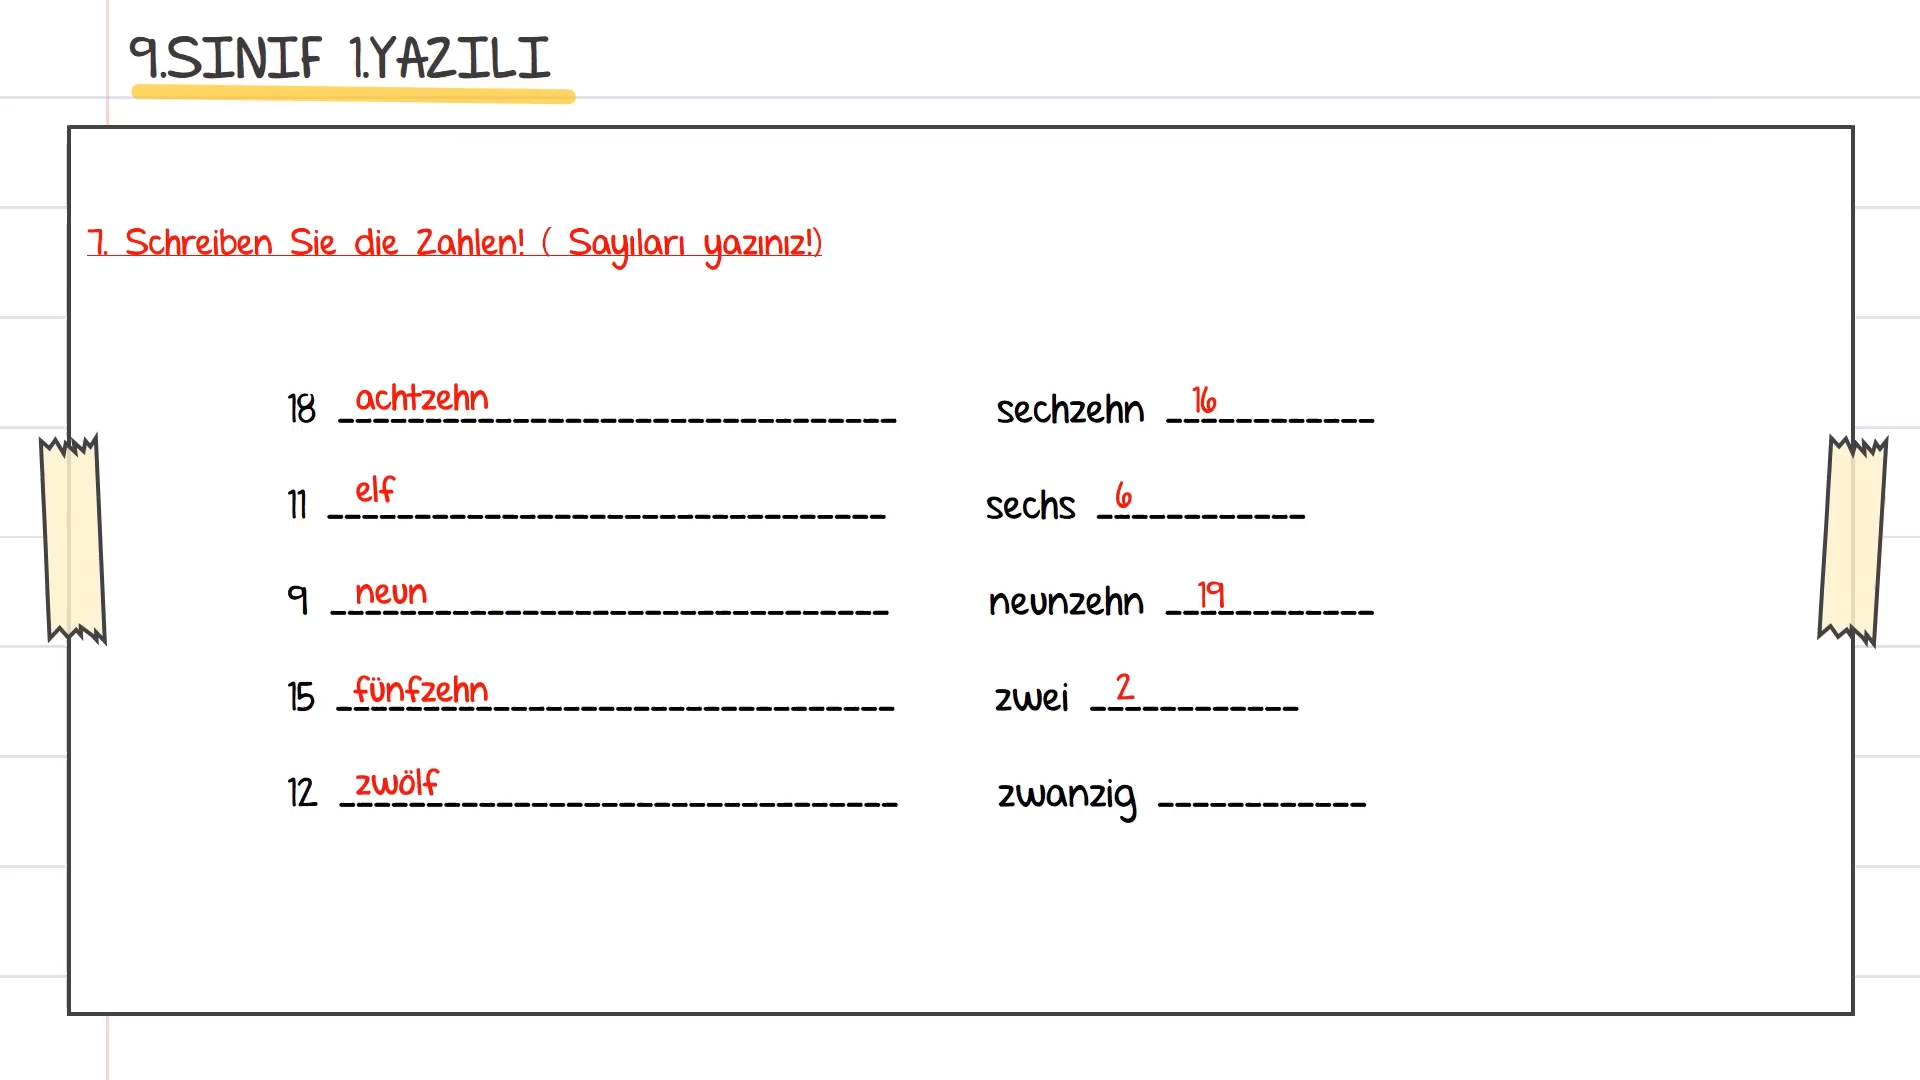 9.SINIF 1.YAZILI
7. Schreiben Sie die Zahlen! ( Sayıları yazınız!)
18 achtzehn sechzehn 16
11 elf sechs 6
9 neun neunzehn 19
15 fünfzehn zwei 2
12 zwölf zwanzig